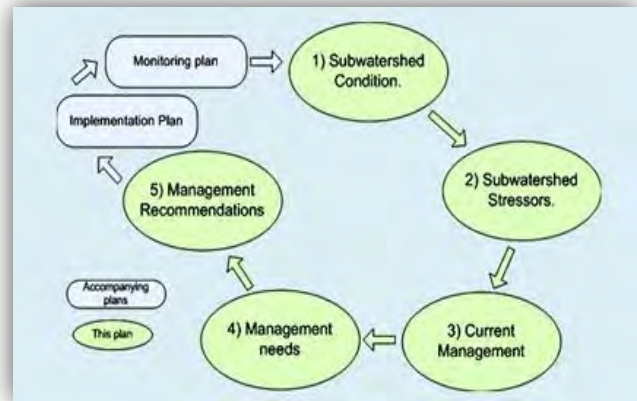 Monitoring plan
1) Subwatershed
Condition.
Implementation Plan
2) Subwatershed
Stressors.
5) Management
Recommendations
Accompanying
plans
This plan
4) Management
needs
3) Current
Management